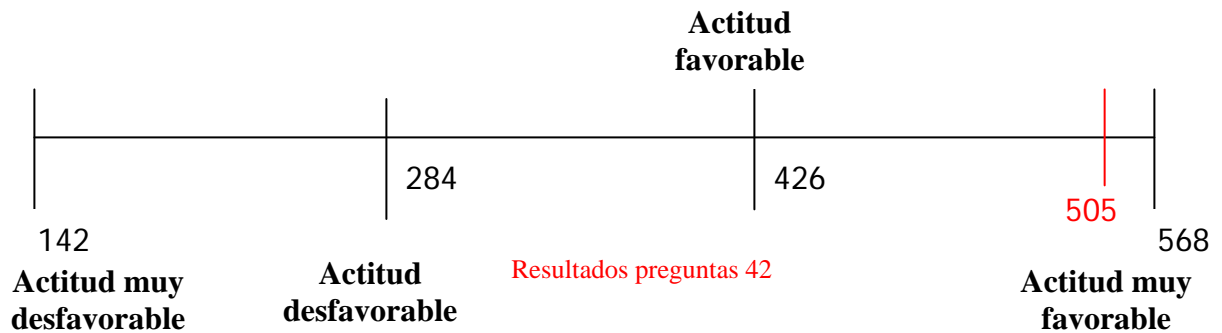 Actitud
favorable
284
426
505
142
568
Actitud muy
desfavorable
Actitud
desfavorable
Resultados preguntas 42
Actitud muy
favorable